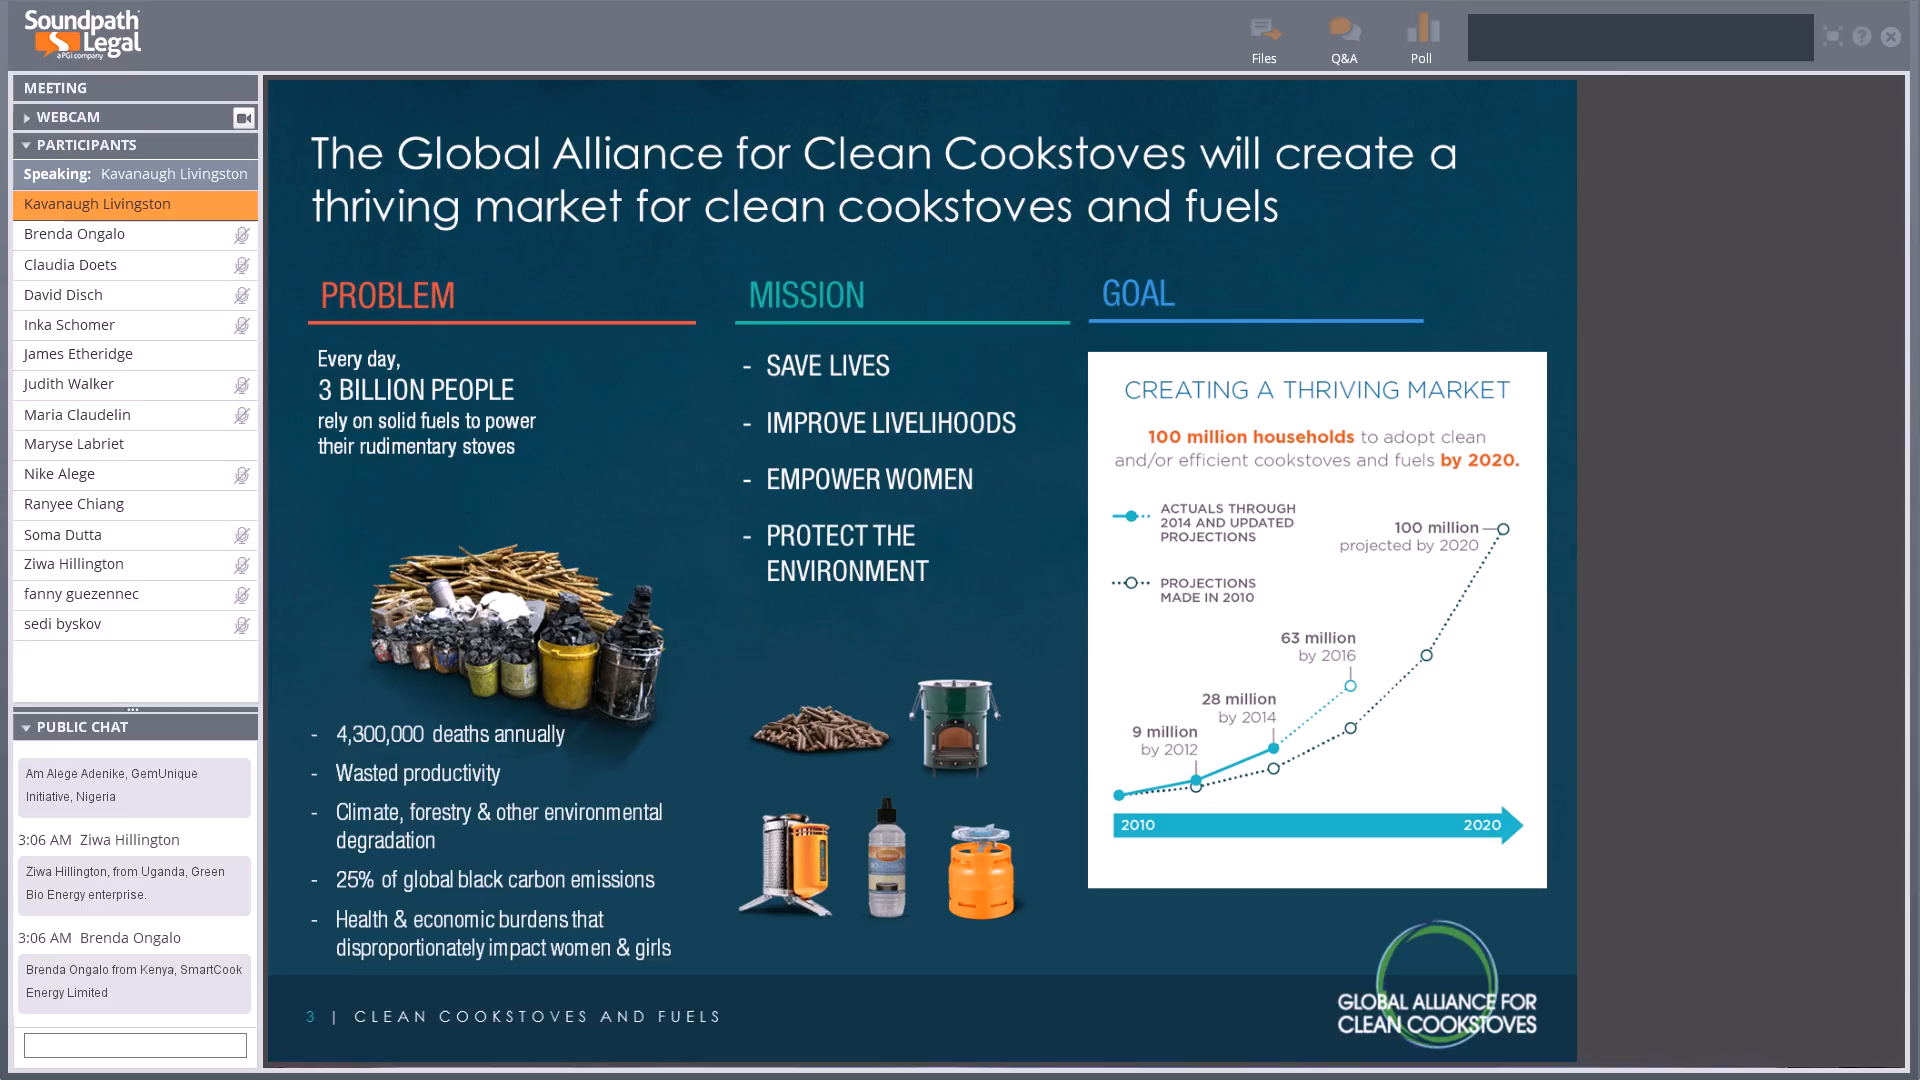 Soundpath
Legal
a PGi company
Files
Q&A
Poll
MEETING
WEBCAM
PARTICIPANTS
Speaking: Kavanaugh Livingston
Kavanaugh Livingston
Brenda Ongalo
Claudia Doets
David Disch
Inka Schomer
James Etheridge
Judith Walker
Maria Claudelin
Maryse Labriet
Nike Alege
Ranyee Chiang
Soma Dutta
Ziwa Hillington
fanny guezennec
sedi byskov
PUBLIC CHAT
Am Alege Adenike, GemUnique
Initiative, Nigeria
3:06 AM Ziwa Hillington
Ziwa Hillington, from Uganda, Green
Bio Energy enterprise.
3:06 AM Brenda Ongalo
Brenda Ongalo from Kenya, SmartCook
Energy Limited
The Global Alliance for Clean Cookstoves will create a
thriving market for clean cookstoves and fuels
PROBLEM
Every day,
3 BILLION PEOPLE
rely on solid fuels to power
their rudimentary stoves
- 4,300,000 deaths annually
- Wasted productivity
- Climate, forestry & other environmental
degradation
- 25% of global black carbon emissions
- Health & economic burdens that
disproportionately impact women & girls
MISSION
- SAVE LIVES
- IMPROVE LIVELIHOODS
- EMPOWER WOMEN
- PROTECT THE
ENVIRONMENT
GOAL
CREATING A THRIVING MARKET
100 million households to adopt clean
and/or efficient cookstoves and fuels by 2020.
ACTUALS THROUGH
2014 AND UPDATED
PROJECTIONS
PROJECTIONS
MADE IN 2010
100 million
projected by 2020
63 million
by 2016
28 million
by 2014
9 million
by 2012
2010
2020
3 | CLEAN COOKSTOVES AND FUELS
GLOBAL ALLIANCE FOR
CLEAN COOKSTOVES